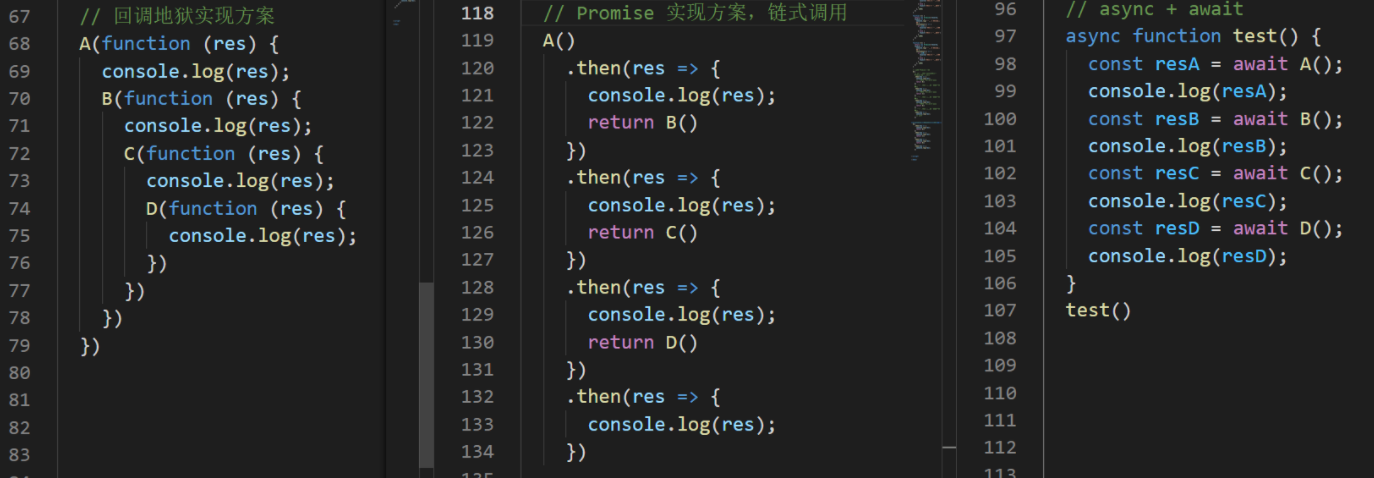 67 // 回调地狱实现方案
68 A(function (res) {
69 console.log(res);
70 B(function (res) {
71 console.log(res);
72 C(function (res) {
73 console.log(res);
74 D(function (res) {
75 console.log(res);
76 })
77 })
78 })
79 })
80
81
82
83
118 // Promise 实现方案，链式调用
119 A()
120 .then(res => {
121 console.log(res);
122 return B()
123 })
124 .then(res => {
125 console.log(res);
126 return C()
127 })
128 .then(res => {
129 console.log(res);
130 return D()
131 })
132 .then(res => {
133 console.log(res);
134 })
135
96 // async + await
97 async function test() {
98 const resA = await A();
99 console.log(resA);
100 const resB = await B();
101 console.log(resB);
102 const resC = await C();
103 console.log(resC);
104 const resD = await D();
105 console.log(resD);
106 }
107 test()
108
109
110
111
112
113